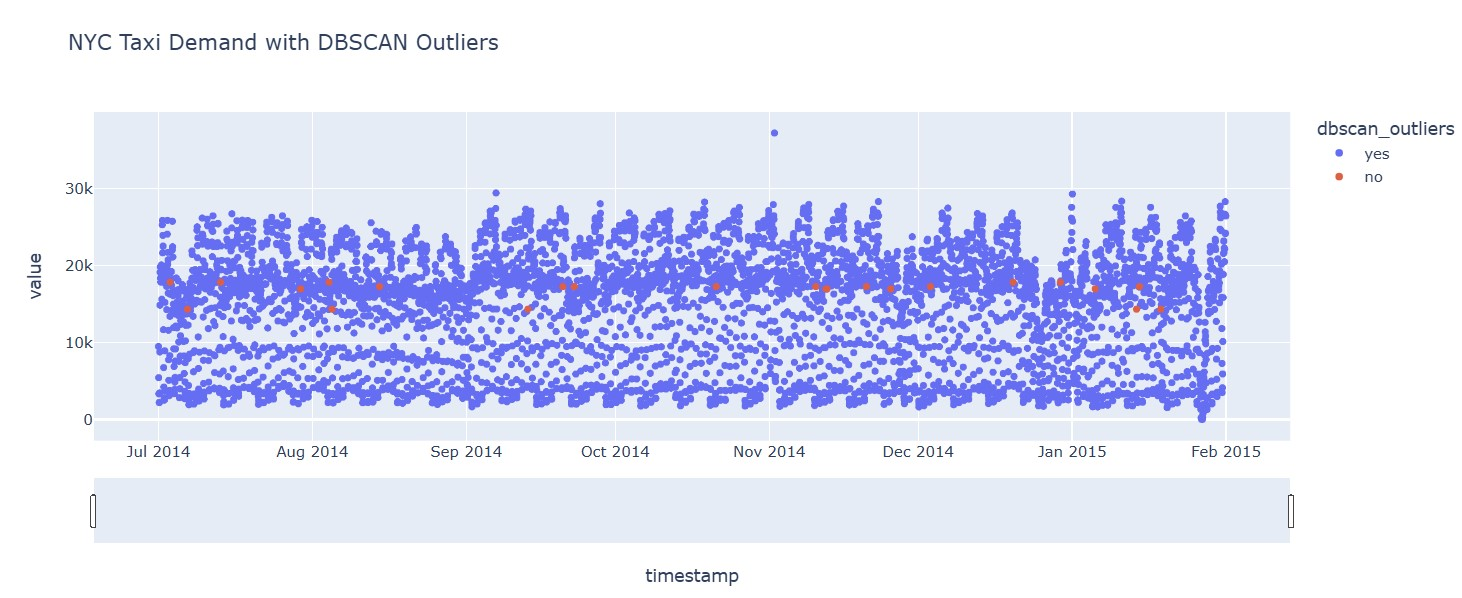 NYC Taxi Demand with DBSCAN Outliers
dbscan_outliers
yes
no
value
30k
20k
10k
0
Jul 2014
Aug 2014
Sep 2014
Oct 2014
Nov 2014
Dec 2014
Jan 2015
Feb 2015
timestamp